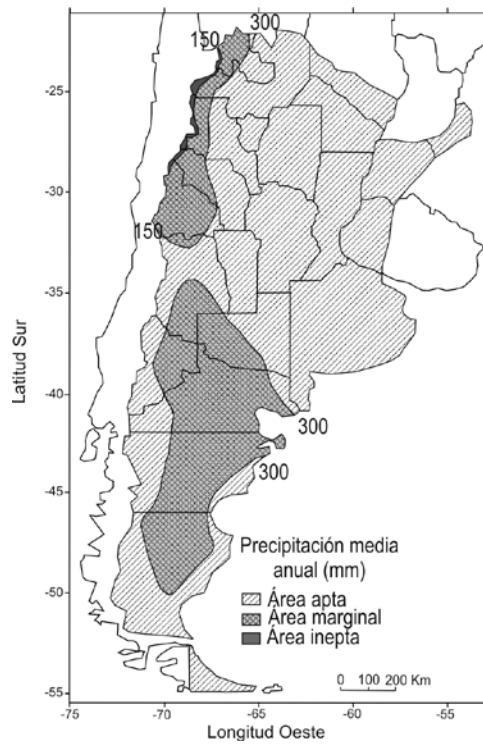 150
300
-25
-30
150
-35
-40
300
300
-45
-50
-55
Latitud Sur
Precipitación media
anual (mm)
Área apta
Área marginal
Área inepta
0 100 200 Km
-75 -70 -65 -60 -55
Longitud Oeste